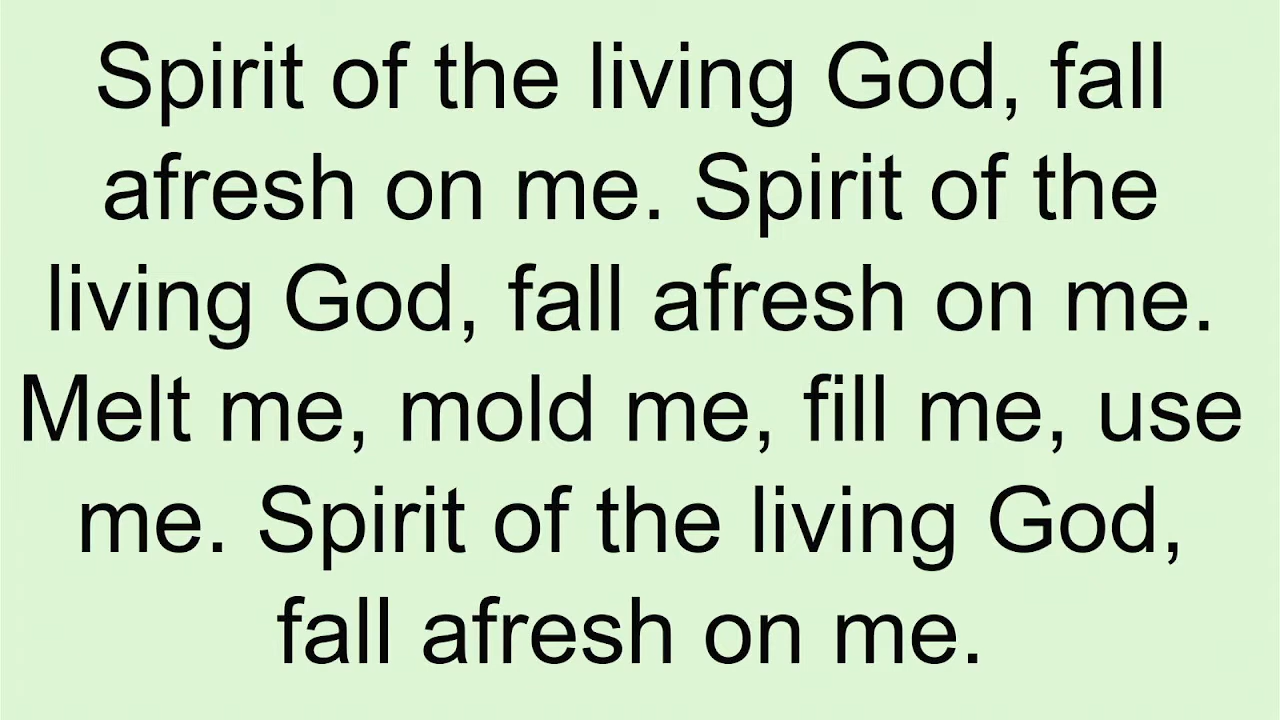 Spirit of the living God, fall
afresh on me. Spirit of the
living God, fall afresh on me.
Melt me, mold me, fill me, use
me. Spirit of the living God,
fall afresh on me.